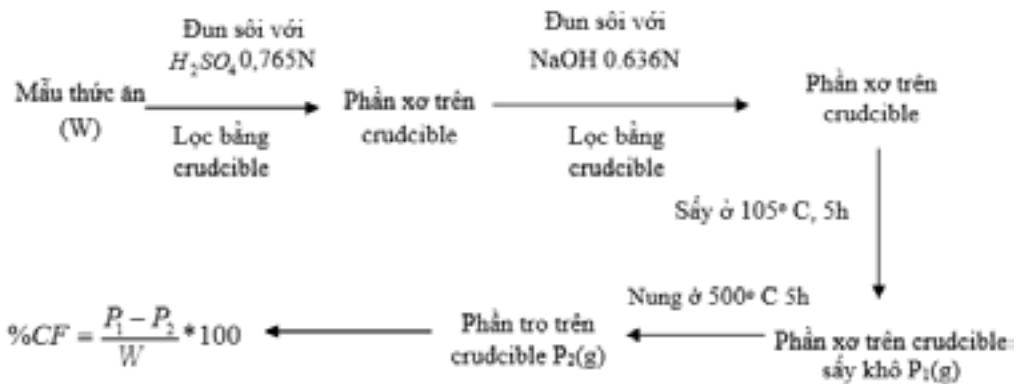 Đun sôi với
H₂SO₄ 0,765N
Đun sôi với
NaOH 0.636N
Mẫu thức ăn
(W)
Lọc bằng
crudcible
Phần xơ trên
crudcible
Lọc bằng
crudcible
Phần xơ trên
crudcible
Sấy ở 105º C, 5h
Nung ở 500º C 5h
Phần xơ trên crudcible
sấy khô P₁(g)
Phần tro trên
crudcible P₂(g)
%CF = (P₁ − P₂)/W * 100